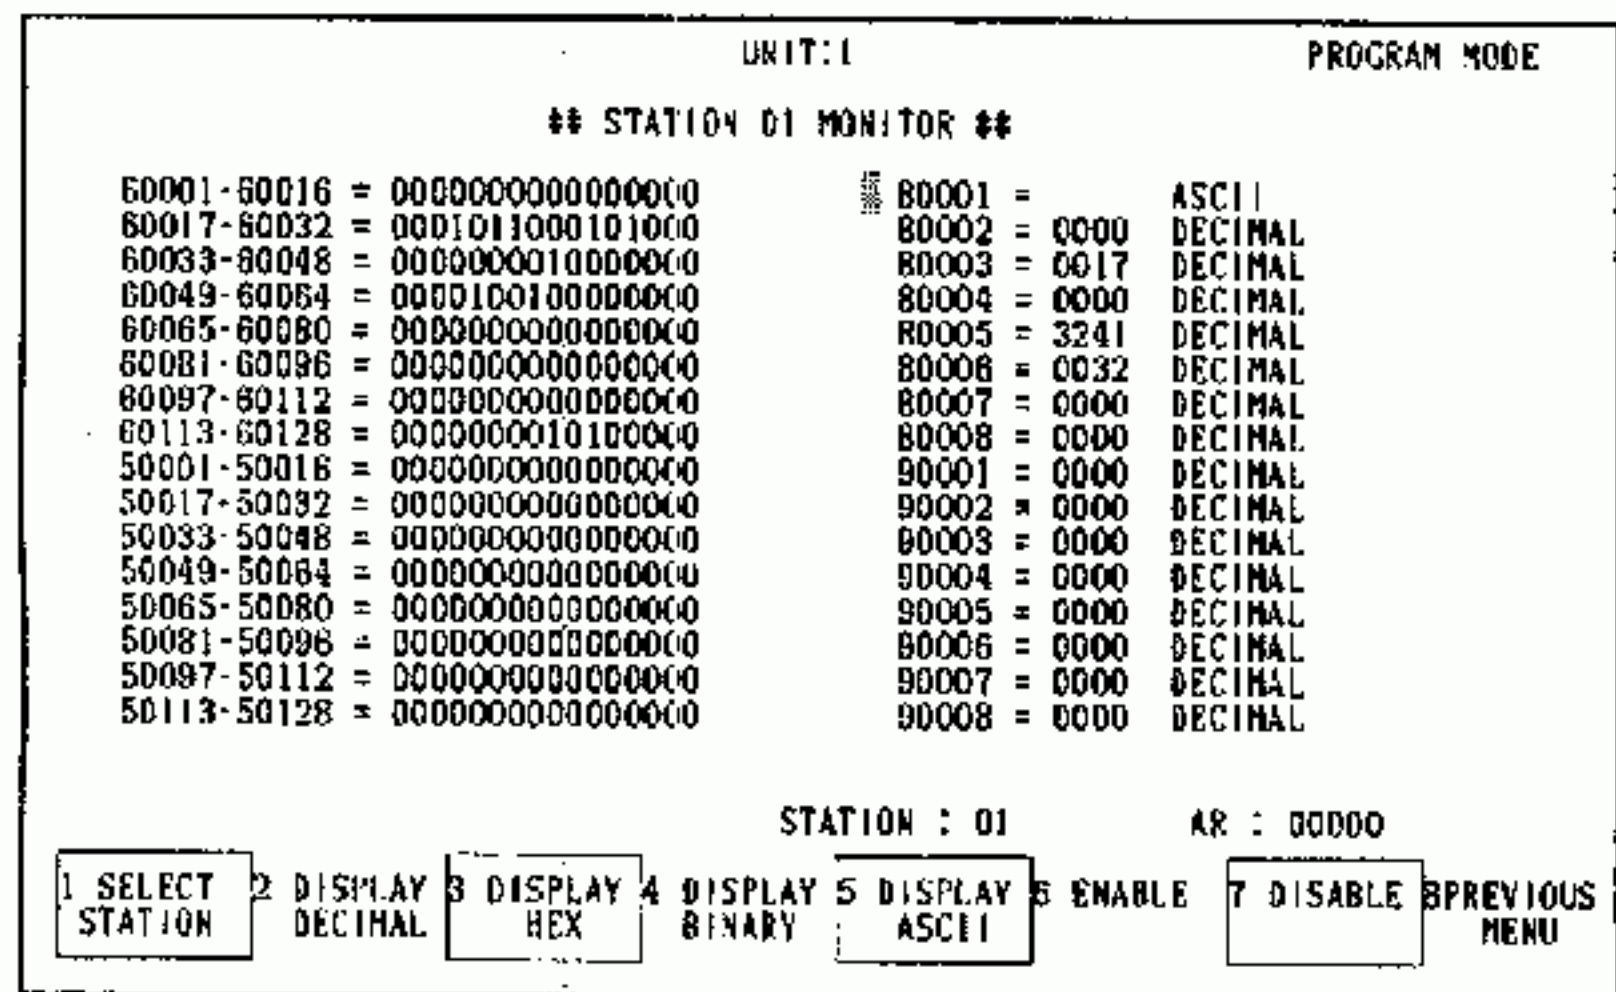 UNIT:1 PROGRAM MODE
## STATION 01 MONITOR ##
60001-60016 = 0000000000000000 80001 = ASCII
60017-60032 = 0001011000101000 80002 = 0000 DECIMAL
60033-60048 = 0000000010000000 80003 = 0017 DECIMAL
60049-60064 = 0000100100000000 80004 = 0000 DECIMAL
60065-60080 = 0000000000000000 80005 = 3241 DECIMAL
60081-60096 = 0000000000000000 80006 = 0032 DECIMAL
60097-60112 = 0000000000000000 80007 = 0000 DECIMAL
60113-60128 = 0000000010100000 80008 = 0000 DECIMAL
50001-50016 = 0000000000000000 90001 = 0000 DECIMAL
50017-50032 = 0000000000000000 90002 = 0000 DECIMAL
50033-50048 = 0000000000000000 90003 = 0000 DECIMAL
50049-50064 = 0000000000000000 90004 = 0000 DECIMAL
50065-50080 = 0000000000000000 90005 = 0000 DECIMAL
50081-50096 = 0000000000000000 90006 = 0000 DECIMAL
50097-50112 = 0000000000000000 90007 = 0000 DECIMAL
50113-50128 = 0000000000000000 90008 = 0000 DECIMAL
STATION : 01 AR : 00000
1 SELECT 2 DISPLAY 3 DISPLAY 4 DISPLAY 5 DISPLAY 6 ENABLE 7 DISABLE 8PREVIOUS
STATION DECIMAL HEX BINARY ASCII MENU